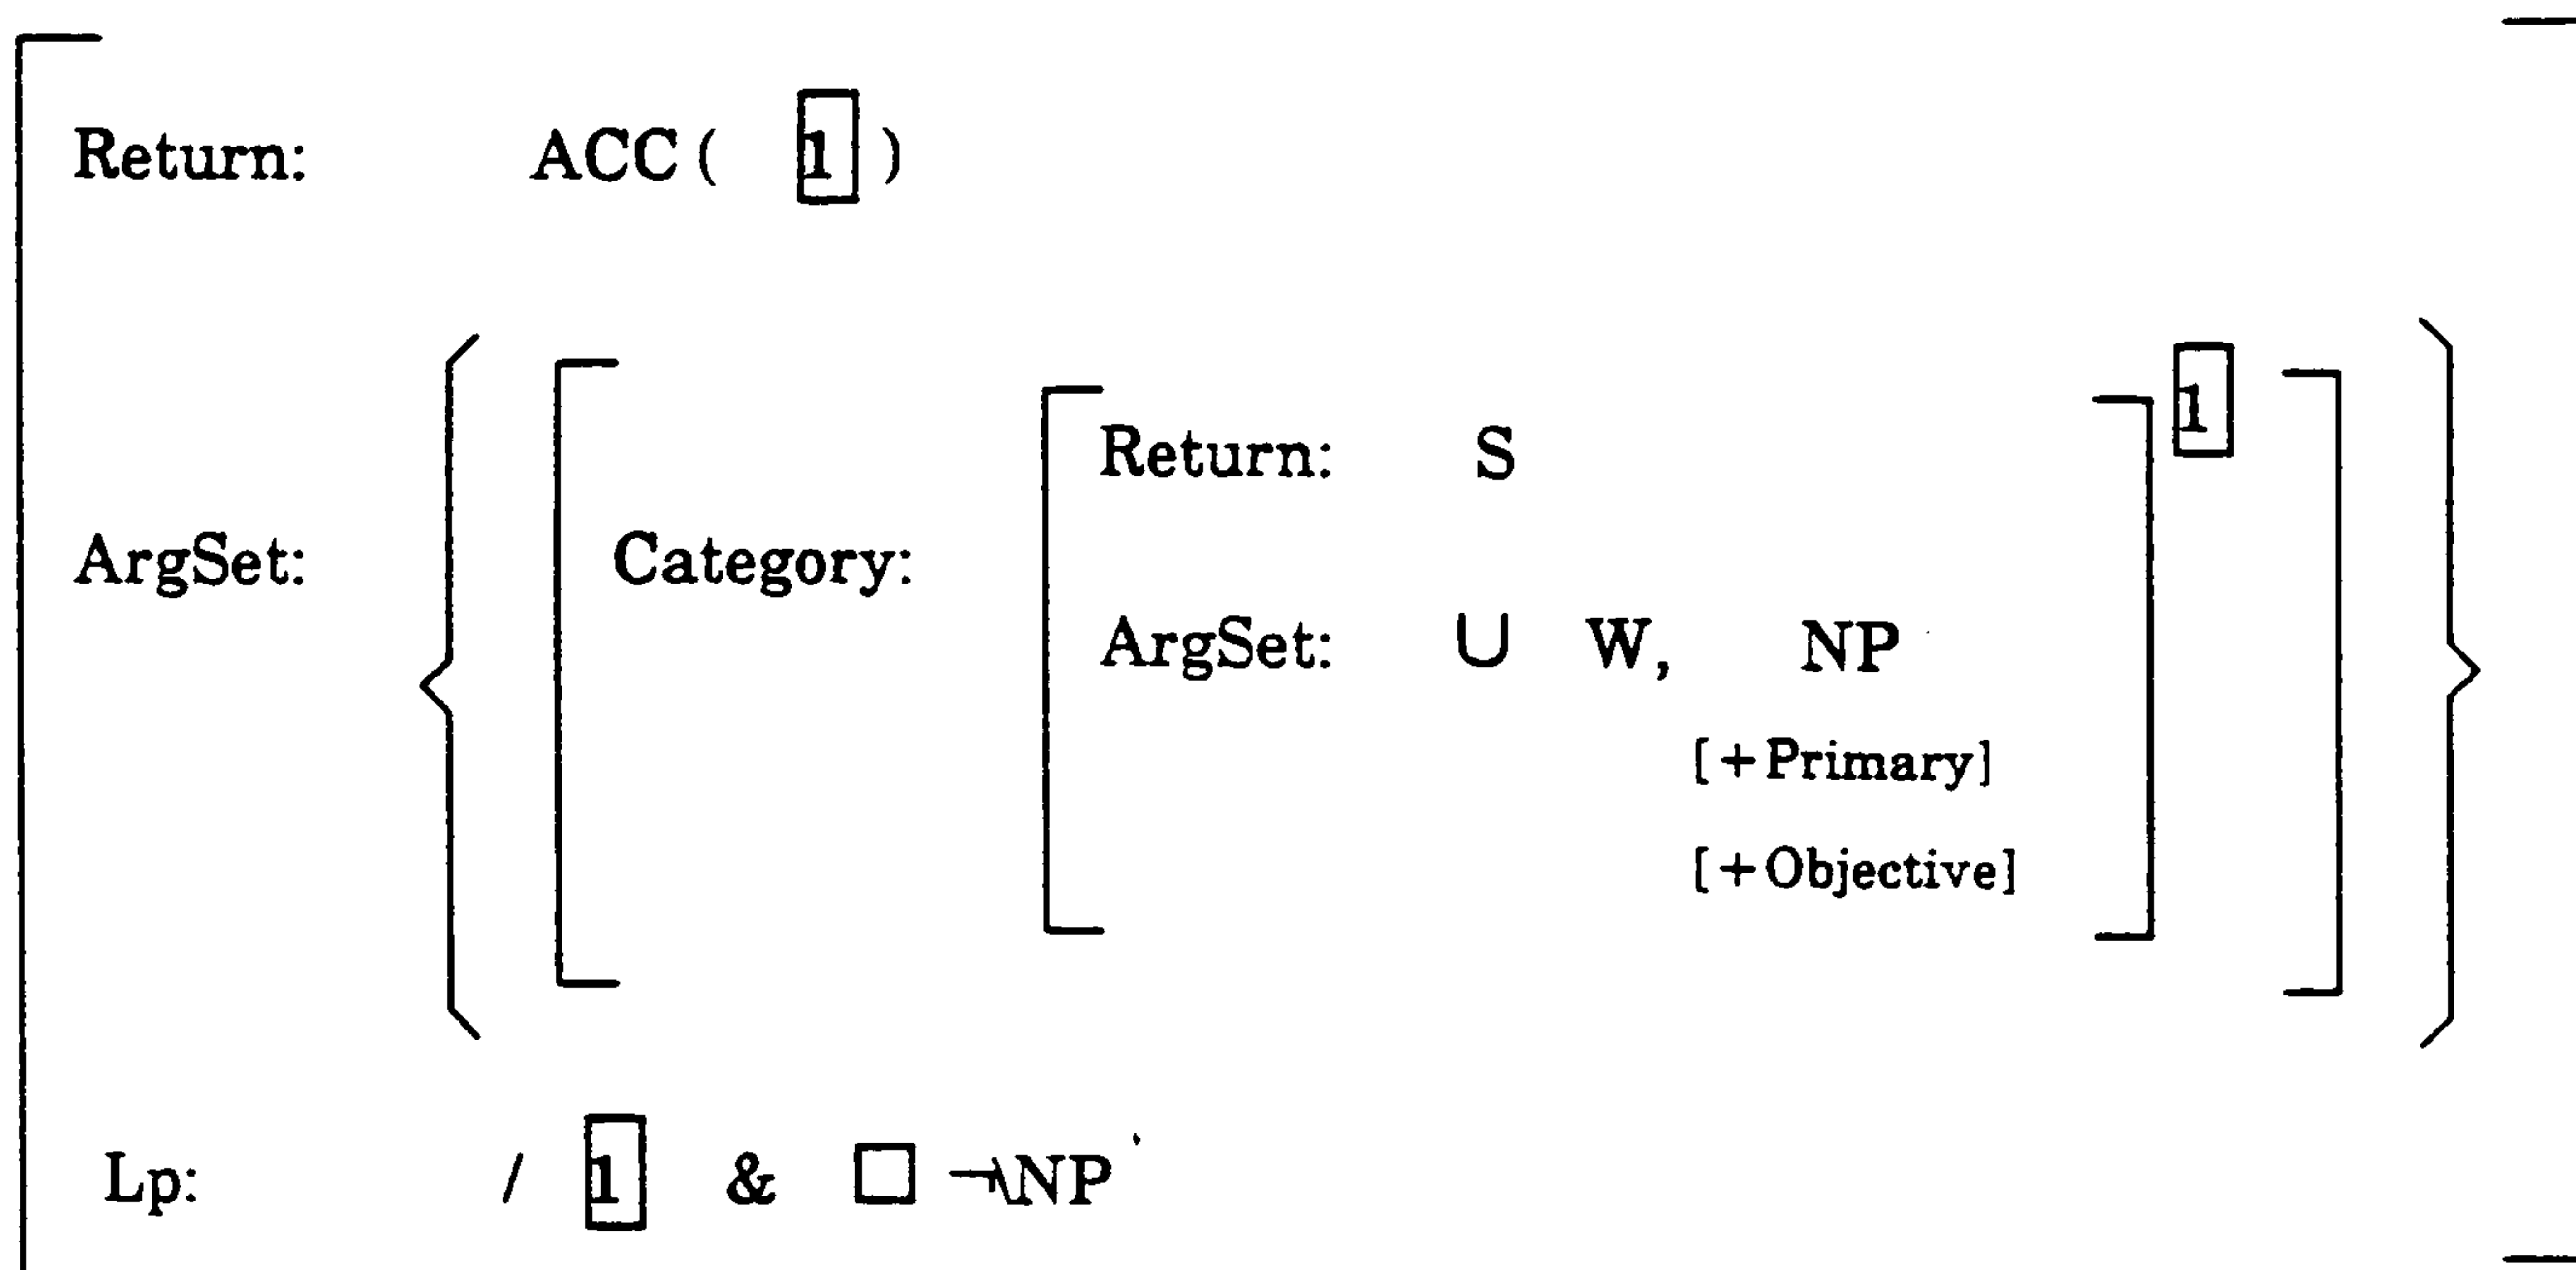 Return: ACC ( 1 )
1
Return: S
ArgSet: Category:
ArgSet: ∪ W, NP
[+Primary]
[+Objective]
Lp: / 1 & □ ¬\NP